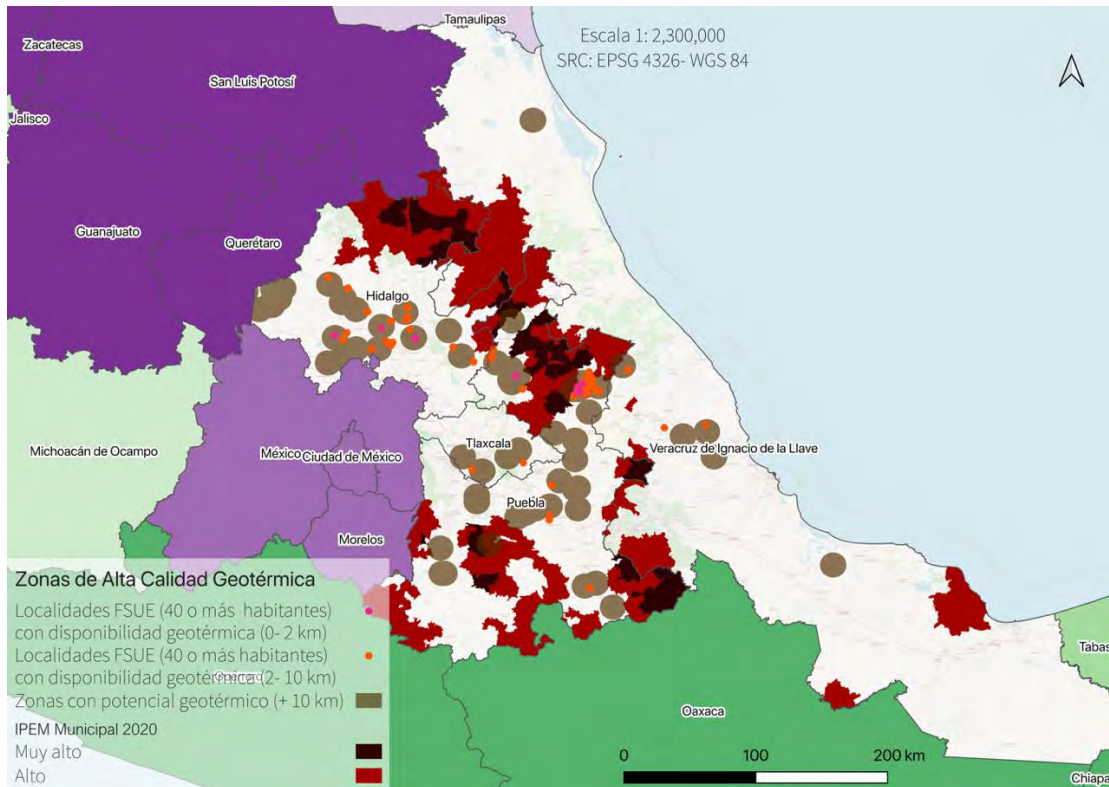 Tamaulipas
Escala 1: 2,300,000
SRC: EPSG 4326- WGS 84
Zacatecas
San Luis Potosí
Jalisco
Guanajuato
Querétaro
Hidalgo
Michoacán de Ocampo
México
Ciudad de México
Tlaxcala
Veracruz de Ignacio de la Llave
Puebla
Morelos
Zonas de Alta Calidad Geotérmica
Localidades FSUE (40 o más habitantes)
con disponibilidad geotérmica (0- 2 km)
Localidades FSUE (40 o más habitantes)
con disponibilidad geotérmica (2- 10 km)
Guerrero
Zonas con potencial geotérmico (+ 10 km)
IPEM Municipal 2020
Muy alto
Alto
Oaxaca
Tabas
Chiapa
0 100 200 km